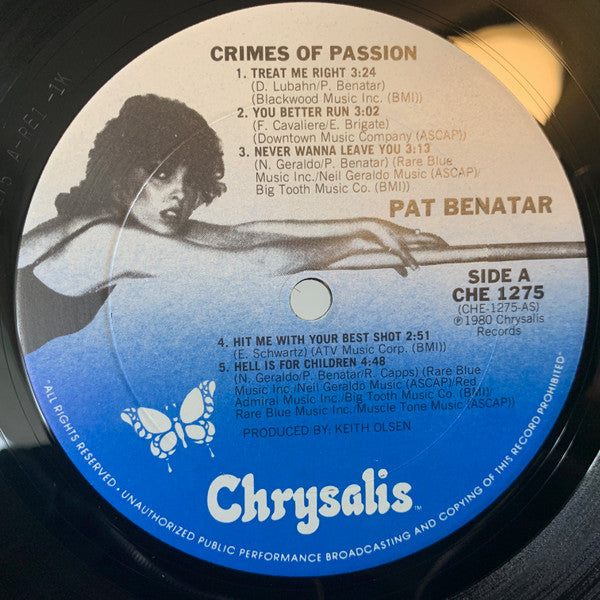 CRIMES OF PASSION
1. TREAT ME RIGHT 3:24
(D. Lubahn/P. Benatar)
(Blackwood Music Inc. (BMI))
2. YOU BETTER RUN 3:02
(F. Cavaliere/E. Brigate)
(Downtown Music Company (ASCAP))
3. NEVER WANNA LEAVE YOU 3:13
(N. Geraldo/P. Benatar) (Rare Blue
Music Inc./Neil Geraldo Music (ASCAP)/
Big Tooth Music Co. (BMI))
PAT BENATAR
SIDE A
CHE 1275
(CHE-1275-AS)
℗1980 Chrysalis
Records
4. HIT ME WITH YOUR BEST SHOT 2:51
(E. Schwartz) (ATV Music Corp. (BMI))
5. HELL IS FOR CHILDREN 4:48
(N. Geraldo/P. Benatar/R. Capps) (Rare Blue
Music Inc./Neil Geraldo Music (ASCAP)/Red
Admiral Music Inc./Big Tooth Music Co. (BMI)
Rare Blue Music Inc./Muscle Tone Music (ASCAP))
PRODUCED BY: KEITH OLSEN
Chrysalis™
ALL RIGHTS RESERVED • UNAUTHORIZED PUBLIC PERFORMANCE BROADCASTING AND COPYING OF THIS RECORD PROHIBITED